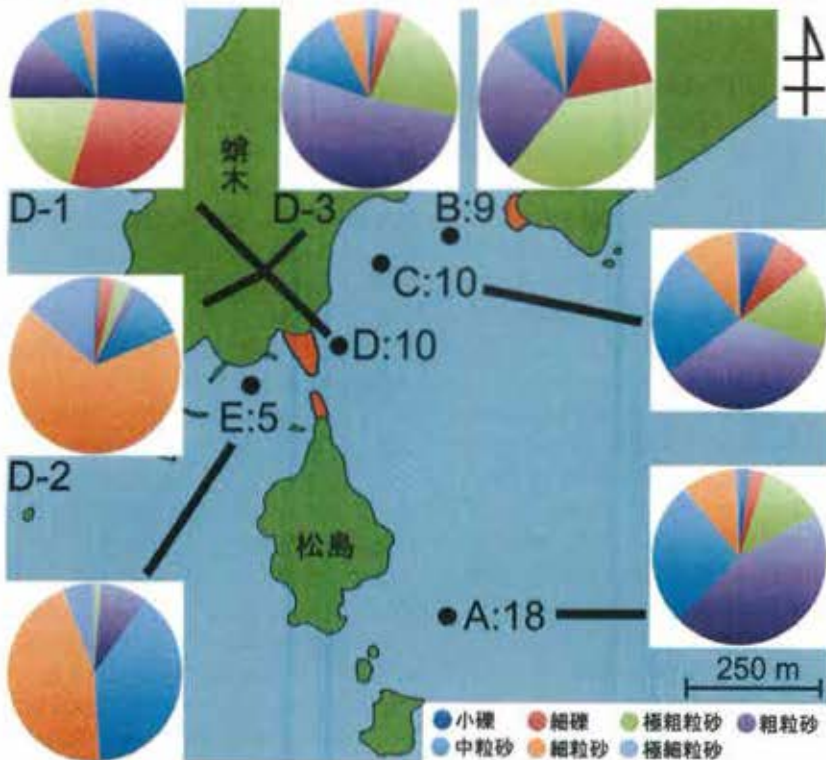 蛸木
D-1
D-3
B:9
C:10
D:10
E:5
D-2
松島
A:18
250 m
小礫 細礫 極粗粒砂 粗粒砂
中粒砂 細粒砂 極細粒砂